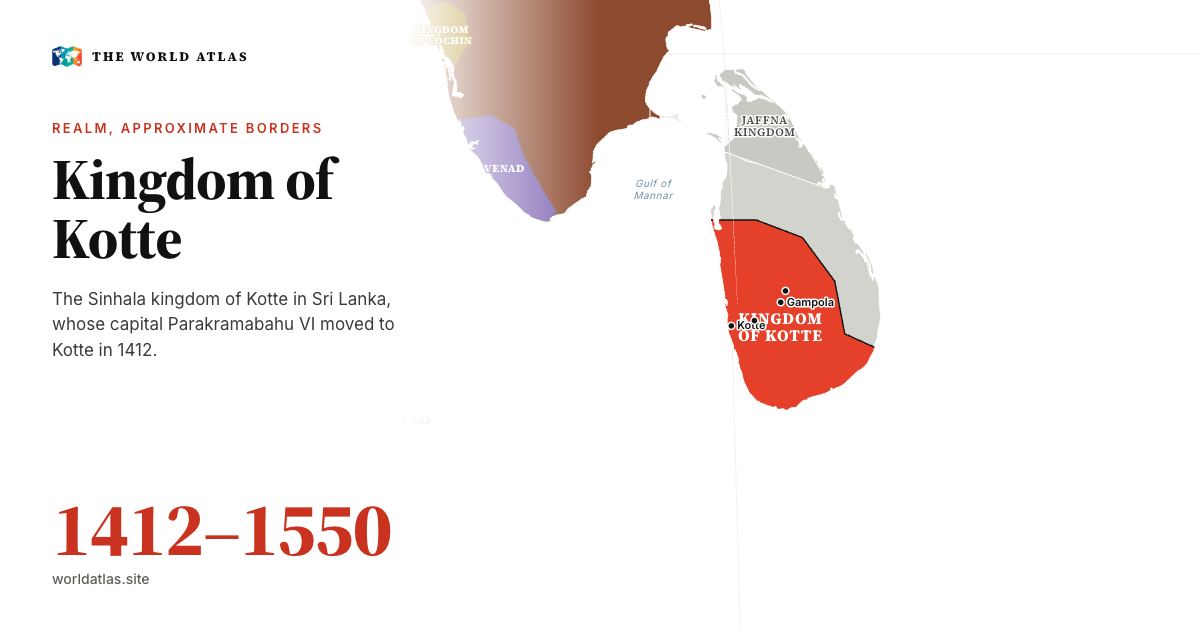 THE WORLD ATLAS
REALM, APPROXIMATE BORDERS
Kingdom of
Kotte
The Sinhala kingdom of Kotte in Sri Lanka,
whose capital Parakramabahu VI moved to
Kotte in 1412.
1412–1550
worldatlas.site
KINGDOM
OF COCHIN
VENAD
Gulf of
Mannar
JAFFNA
KINGDOM
Gampola
Kotte
KINGDOM
OF KOTTE
Sea